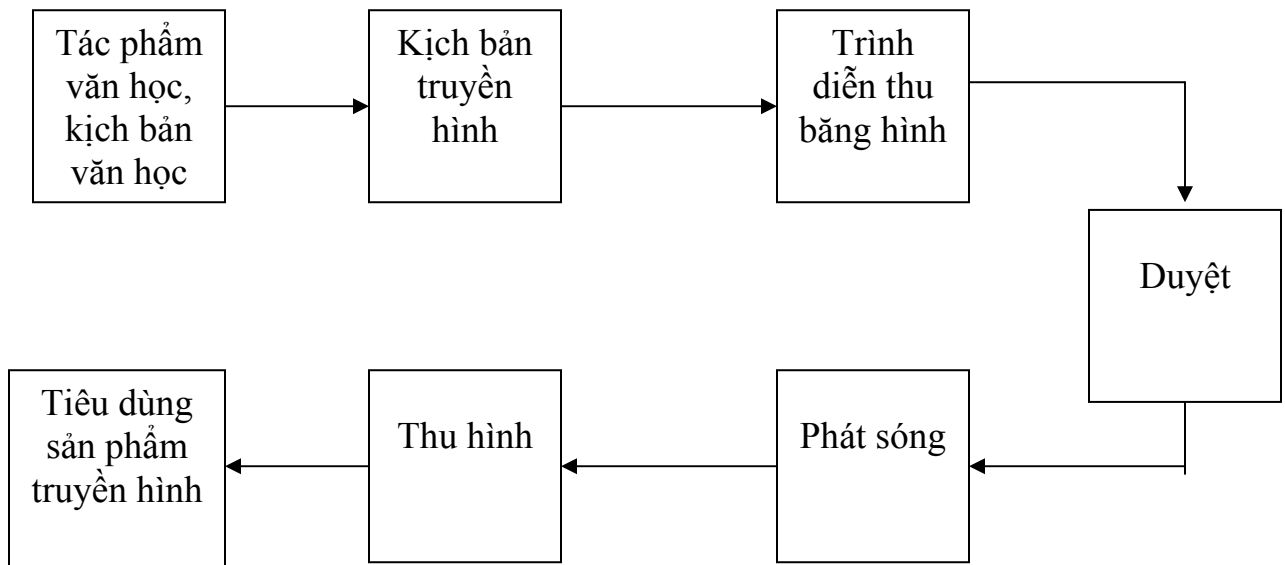 Tác phẩm
văn học,
kịch bản
văn học
Kịch bản
truyền
hình
Trình
diễn thu
băng hình
Duyệt
Phát sóng
Thu hình
Tiêu dùng
sản phẩm
truyền hình